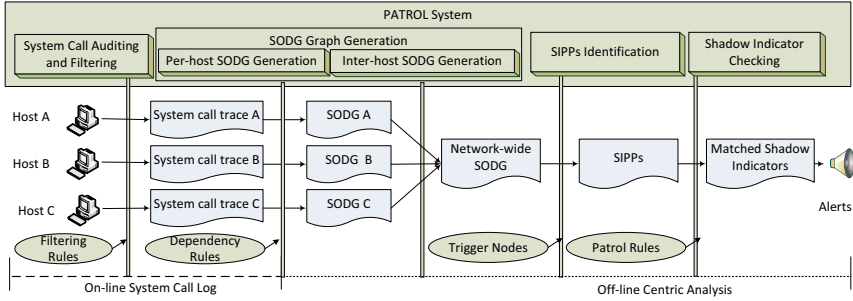 PATROL System
System Call Auditing
and Filtering
SODG Graph Generation
Per-host SODG Generation
Inter-host SODG Generation
SIPPs Identification
Shadow Indicator
Checking
Host A
System call trace A
SODG A
Host B
System call trace B
SODG B
Network-wide
SODG
SIPPs
Matched Shadow
Indicators
Host C
System call trace C
SODG C
Alerts
Filtering
Rules
Dependency
Rules
Trigger Nodes
Patrol Rules
On-line System Call Log
Off-line Centric Analysis